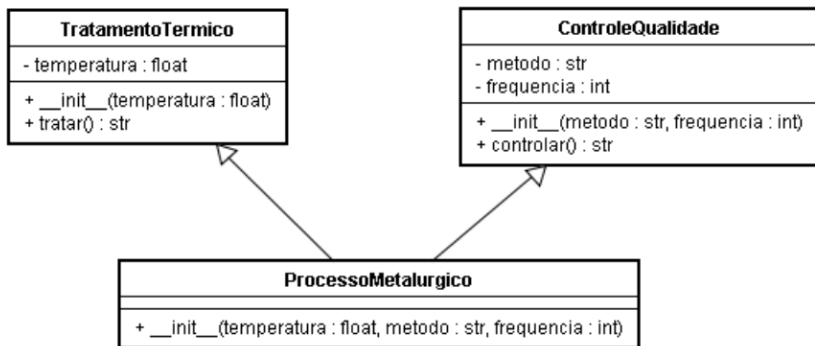 TratamentoTermico
- temperatura : float
+ __init__(temperatura : float)
+ tratar() : str
ControleQualidade
- metodo : str
- frequencia : int
+ __init__(metodo : str, frequencia : int)
+ controlar() : str
ProcessoMetalurgico
+ __init__(temperatura : float, metodo : str, frequencia : int)